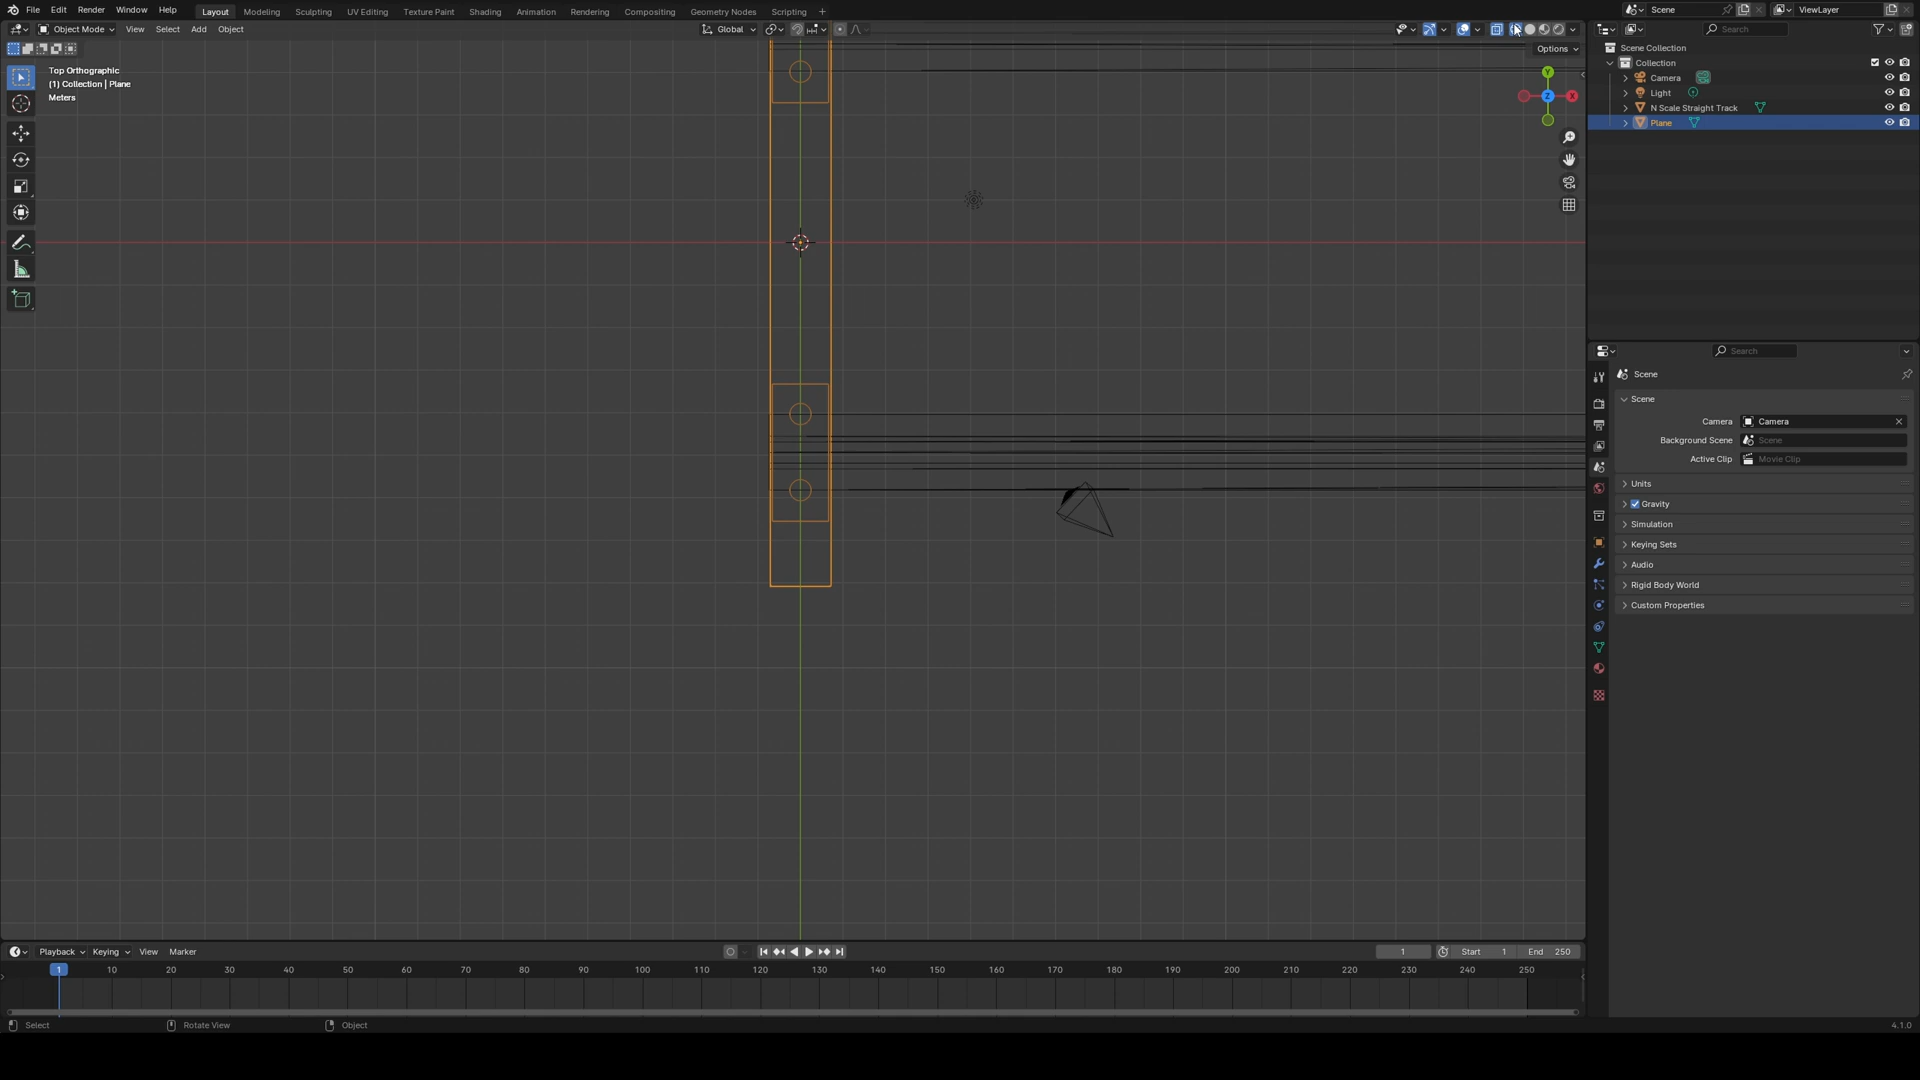 File Edit Render Window Help Layout Modeling Sculpting UV Editing Texture Paint Shading Animation Rendering Compositing Geometry Nodes Scripting + Scene ViewLayer
Object Mode View Select Add Object Global Search
Options
Top Orthographic
(1) Collection | Plane
Meters
Y
Z
X
Scene Collection
Collection
Camera
Light
N Scale Straight Track
Plane
Search
Scene
Scene
Camera Camera
Background Scene Scene
Active Clip Movie Clip
Units
Gravity
Simulation
Keying Sets
Audio
Rigid Body World
Custom Properties
Playback Keying View Marker 1 Start 1 End 250
1 10 20 30 40 50 60 70 80 90 100 110 120 130 140 150 160 170 180 190 200 210 220 230 240 250
Select Rotate View Object 4.1.0